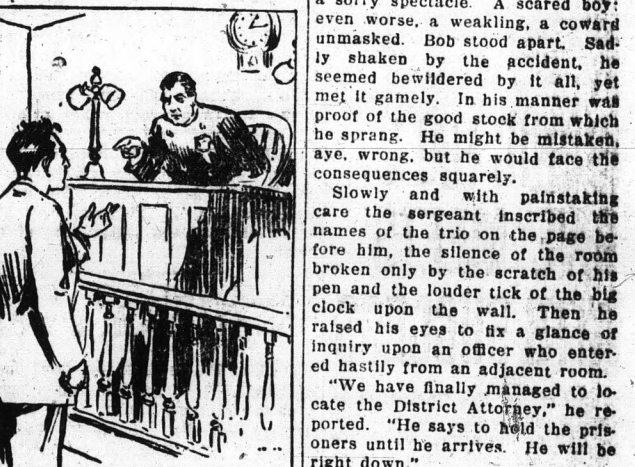 a sorry spectacle. A scared boy;
even worse, a weakling, a coward
unmasked. Bob stood apart. Sad-
ly shaken by the accident, he
seemed bewildered by it all, yet
met it gamely. In his manner was
proof of the good stock from which
he sprang. He might be mistaken,
aye, wrong, but he would face the
consequences squarely.
Slowly and with painstaking
care the sergeant inscribed the
names of the trio on the page be-
fore him, the silence of the room
broken only by the scratch of his
pen and the louder tick of the big
clock upon the wall. Then he
raised his eyes to fix a glance of
inquiry upon an officer who enter-
ed hastily from an adjacent room.
"We have finally managed to lo-
cate the District Attorney," he re-
ported. "He says to hold the pris-
oners until he arrives. He will be
right down."